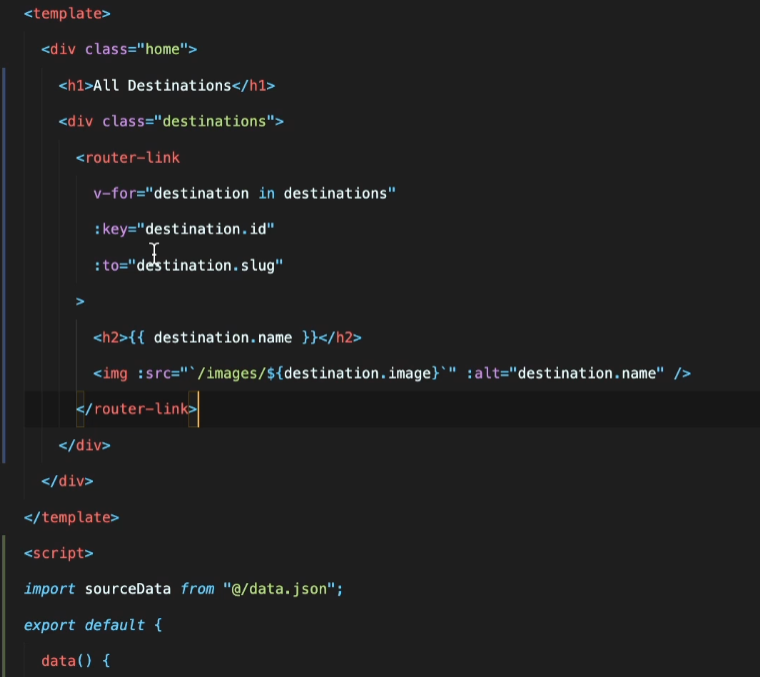 <template>
<div class="home">
<h1>All Destinations</h1>
<div class="destinations">
<router-link
v-for="destination in destinations"
:key="destination.id"
:to="destination.slug"
>
<h2>{{ destination.name }}</h2>
<img :src="`/images/${destination.image}`" :alt="destination.name" />
</router-link>
</div>
</div>
</template>
<script>
import sourceData from "@/data.json";
export default {
data() {